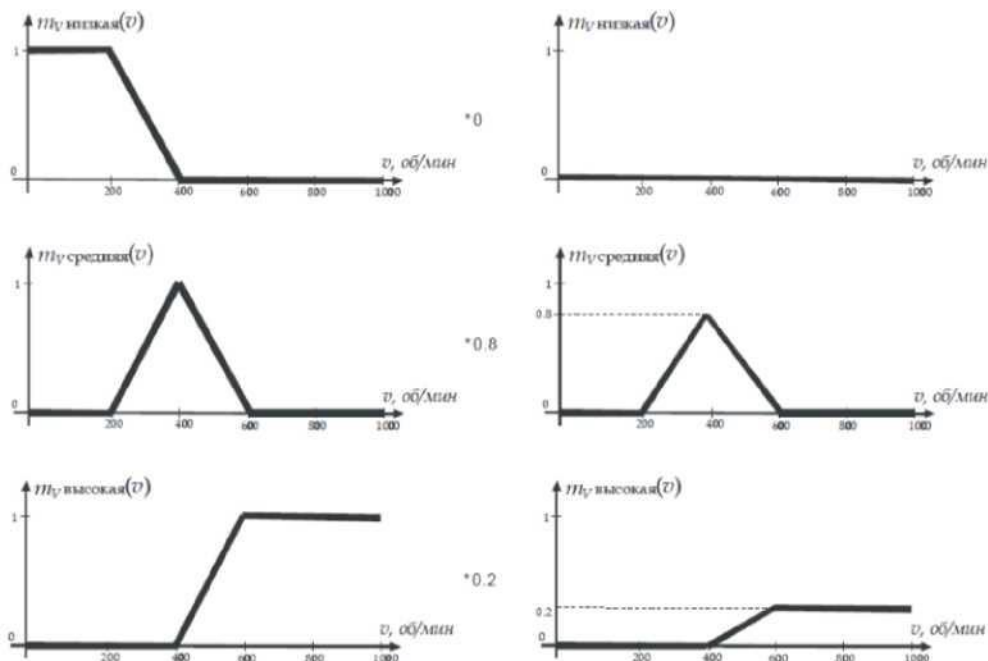 m_V низкая(v)
1
0
200 400 600 800 1000
v, об/мин
*0
m_V низкая(v)
1
0
200 400 600 800 1000
v, об/мин
m_V средняя(v)
1
0
200 400 600 800 1000
v, об/мин
*0.8
m_V средняя(v)
1
0.8
0
200 400 600 800 1000
v, об/мин
m_V высокая(v)
1
0
200 400 600 800 1000
v, об/мин
*0.2
m_V высокая(v)
1
0.2
0
200 400 600 800 1000
v, об/мин